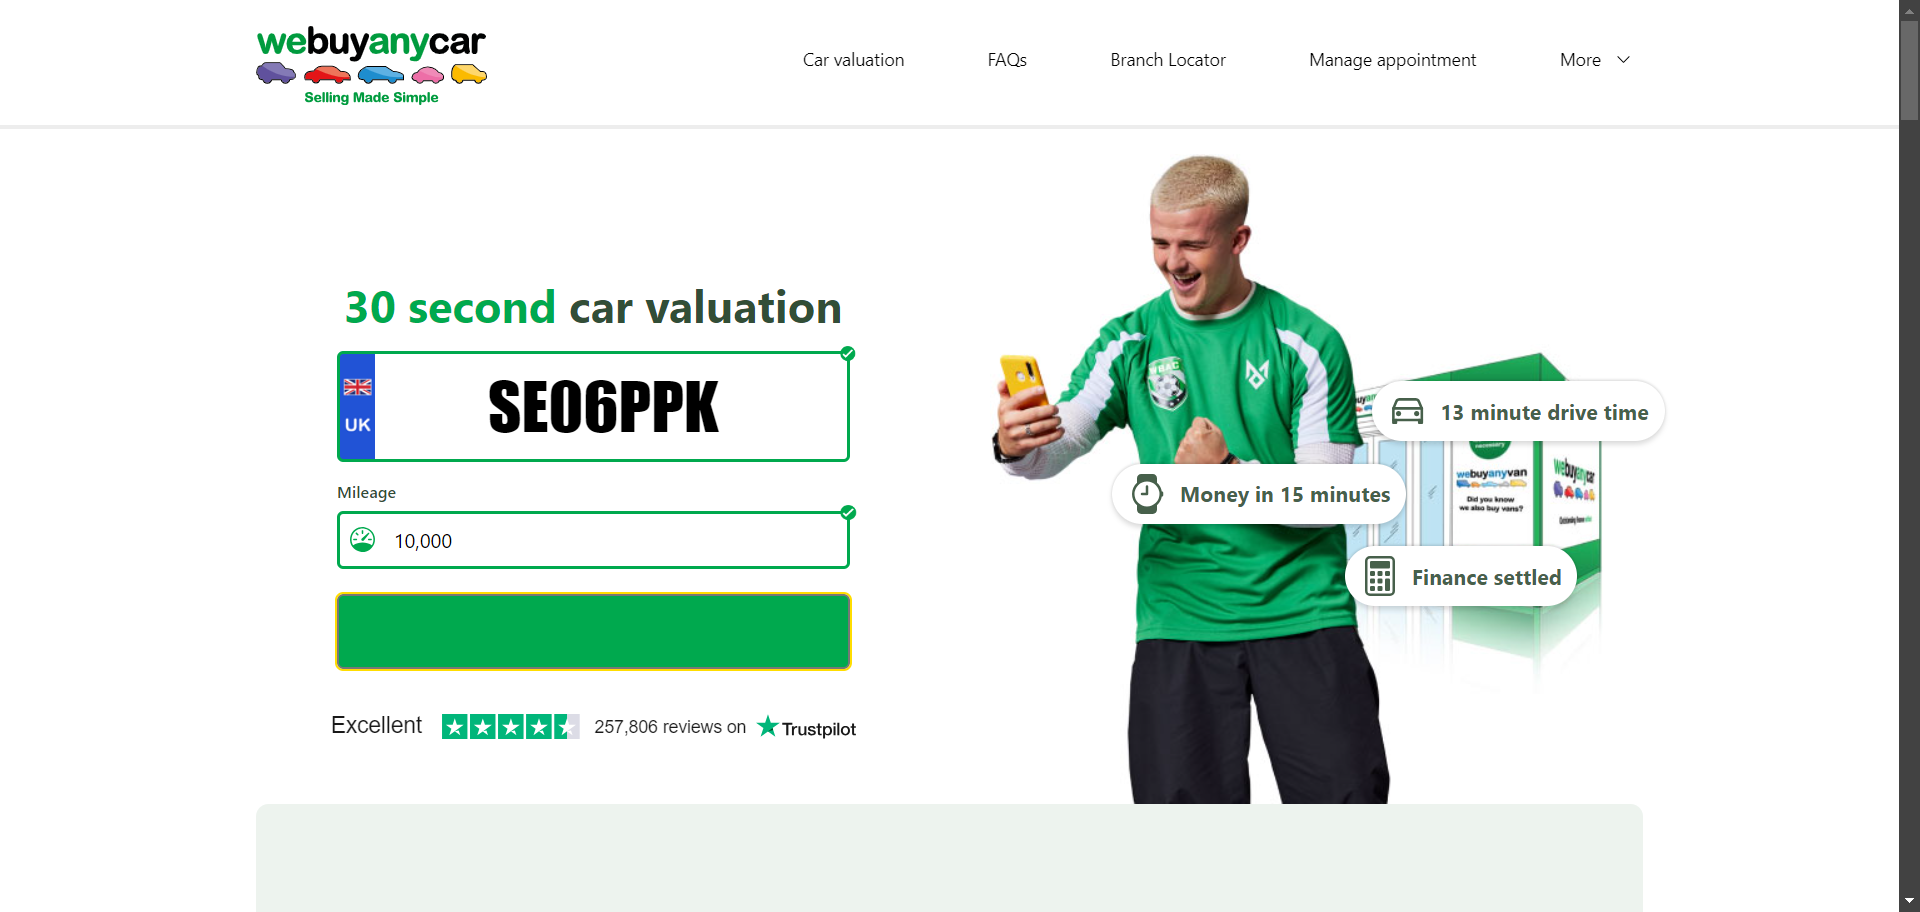 webuyanycar
Selling Made Simple
Car valuation
FAQs
Branch Locator
Manage appointment
More
30 second car valuation
UK
SE06PPK
Mileage
10,000
Excellent
257,806 reviews on
Trustpilot
WBAC
13 minute drive time
Money in 15 minutes
Finance settled
webuyanyvan
Did you know
we also buy vans?
webuyanycar